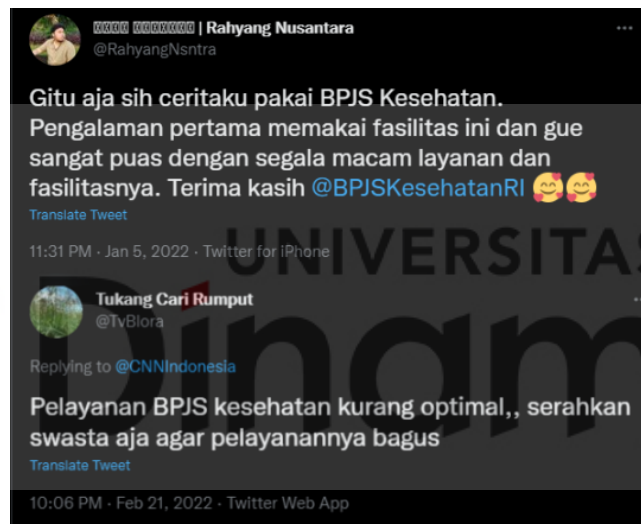 | Rahyang Nusantara
@RahyangNsntra
Gitu aja sih ceritaku pakai BPJS Kesehatan.
Pengalaman pertama memakai fasilitas ini dan gue
sangat puas dengan segala macam layanan dan
fasilitasnya. Terima kasih @BPJSKesehatanRI 🥰🥰
Translate Tweet
11:31 PM · Jan 5, 2022 · Twitter for iPhone
UNIVERSITAS
Dinam
Tukang Cari Rumput
@TvBlora
Replying to @CNNIndonesia
Pelayanan BPJS kesehatan kurang optimal,, serahkan
swasta aja agar pelayanannya bagus
Translate Tweet
10:06 PM · Feb 21, 2022 · Twitter Web App